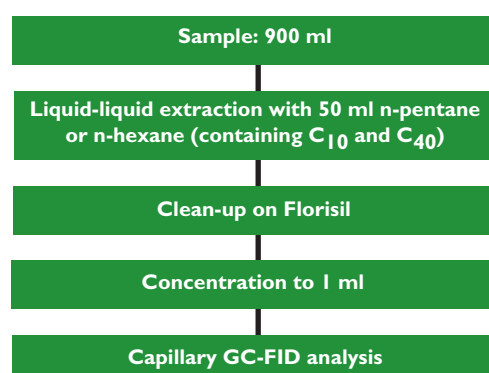 Sample: 900 ml
Liquid-liquid extraction with 50 ml n-pentane
or n-hexane (containing C10 and C40)
Clean-up on Florisil
Concentration to 1 ml
Capillary GC-FID analysis